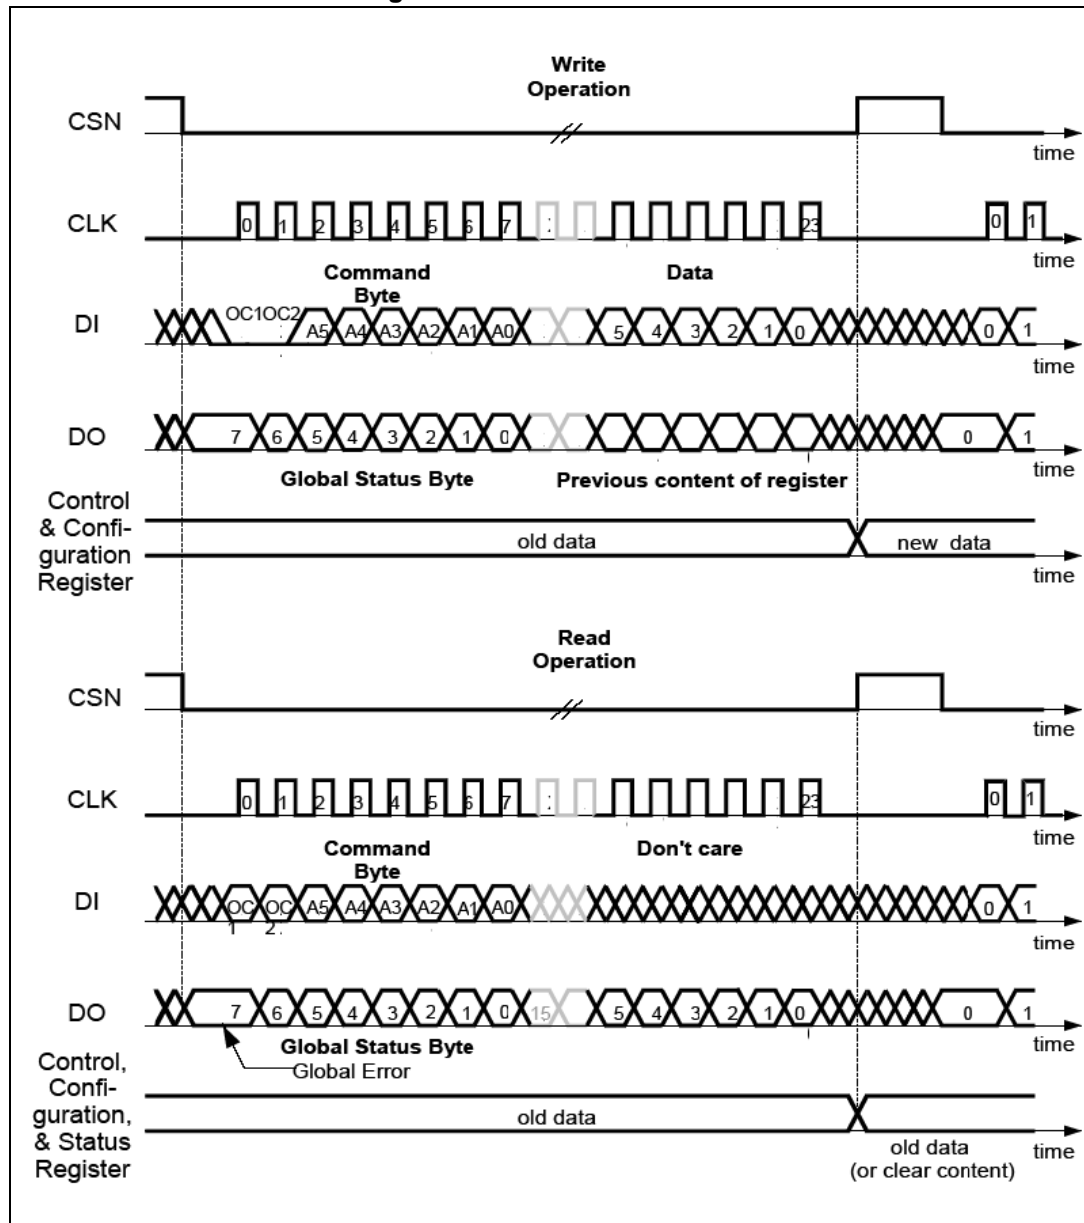 Write
Operation
CSN
time
CLK
0 1 2 3 4 5 6 7 23 0 1
time
Command
Byte
Data
DI
OC1OC2 A5 A4 A3 A2 A1 A0 5 4 3 2 1 0 0 1
time
DO
7 6 5 4 3 2 1 0 0 1
time
Global Status Byte
Previous content of register
Control
& Confi-
guration
Register
old data
new data
time
Read
Operation
CSN
time
CLK
0 1 2 3 4 5 6 7 23 0 1
time
Command
Byte
Don't care
DI
OC
1
OC
2
A5 A4 A3 A2 A1 A0 0 1
time
DO
7 6 5 4 3 2 1 0 15 5 4 3 2 1 0 0 1
time
Global Status Byte
Global Error
Control,
Confi-
guration,
& Status
Register
old data
old data
(or clear content)
time